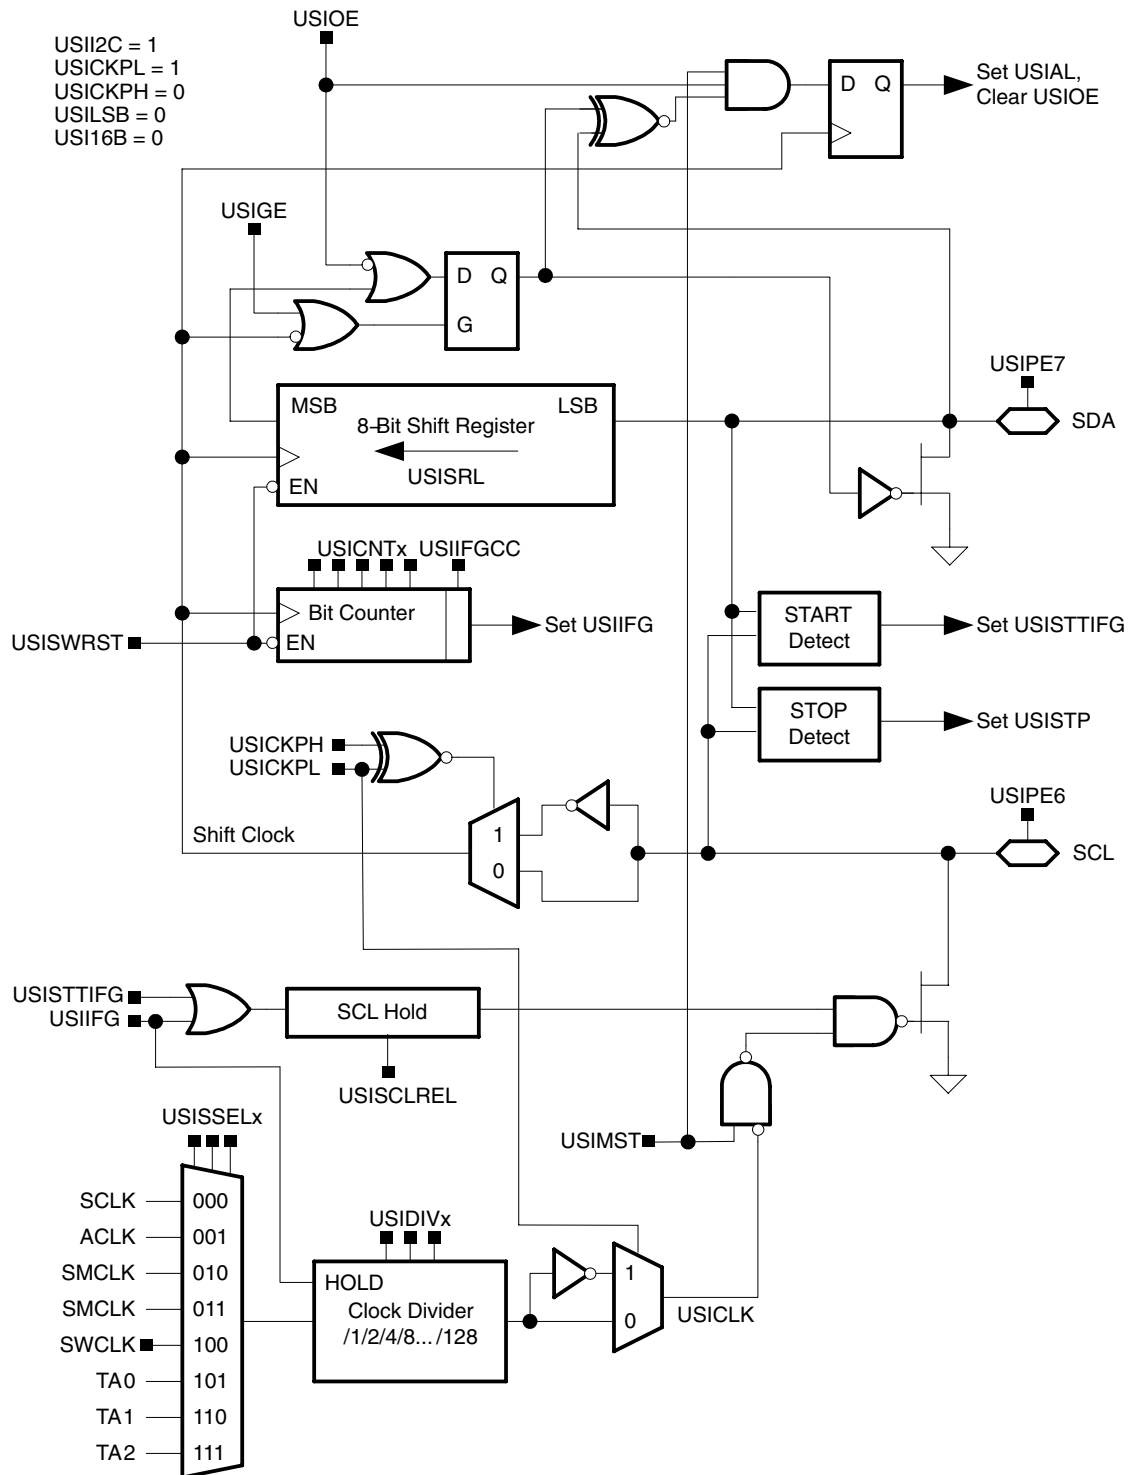 USIOE
USII2C = 1
USICKPL = 1
USICKPH = 0
USILSB = 0
USI16B = 0
D Q
Set USIAL,
Clear USIOE
USIGE
D Q
G
USIPE7
SDA
MSB
LSB
8–Bit Shift Register
USISRL
EN
USICNTx
USIIFGCC
Bit Counter
EN
Set USIIFG
USISWRST
START
Detect
Set USISTTIFG
STOP
Detect
Set USISTP
USICKPH
USICKPL
USIPE6
Shift Clock
1
0
SCL
USISTTIFG
USIIFG
SCL Hold
USISCLREL
USISSELx
USIMST
SCLK 000
ACLK 001
SMCLK 010
SMCLK 011
SWCLK 100
TA0 101
TA1 110
TA2 111
USIDIVx
HOLD
Clock Divider
/1/2/4/8... /128
1
0
USICLK